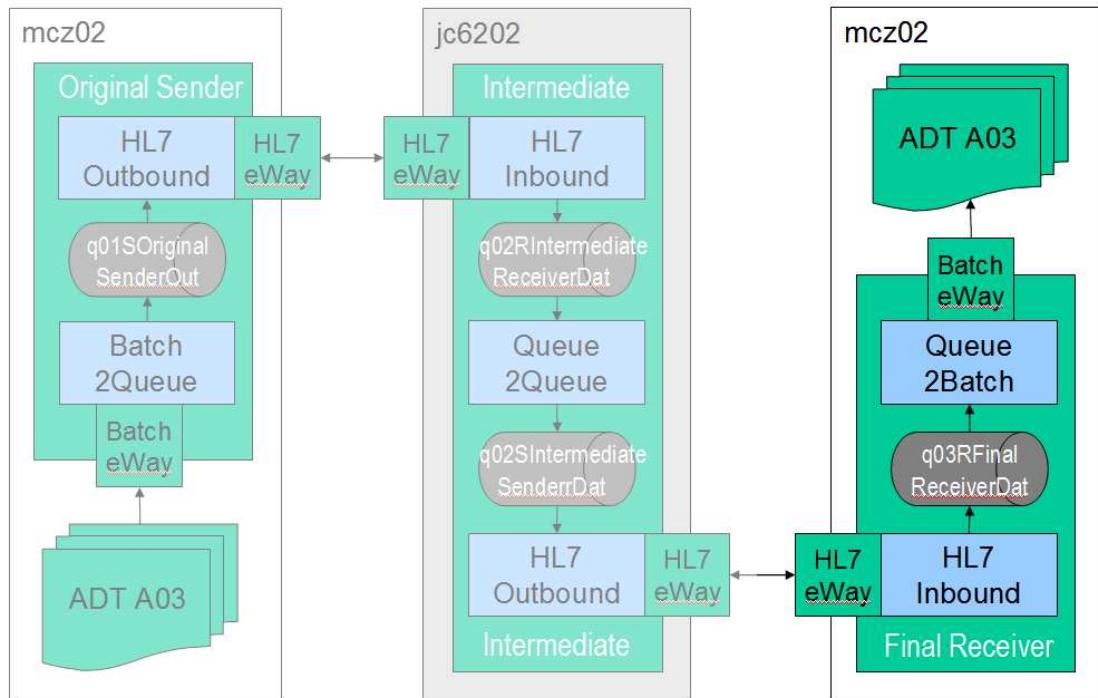 mcz02
Original Sender
HL7
Outbound
HL7
eWay
q01SOriginal
SenderOut
Batch
2Queue
Batch
eWay
ADT A03
jc6202
Intermediate
HL7
eWay
HL7
Inbound
q02RIntermediate
ReceiverDat
Queue
2Queue
q02SIntermediate
SenderrDat
HL7
Outbound
HL7
eWay
Intermediate
mcz02
ADT A03
Batch
eWay
Queue
2Batch
q03RFinal
ReceiverDat
HL7
eWay
HL7
Inbound
Final Receiver